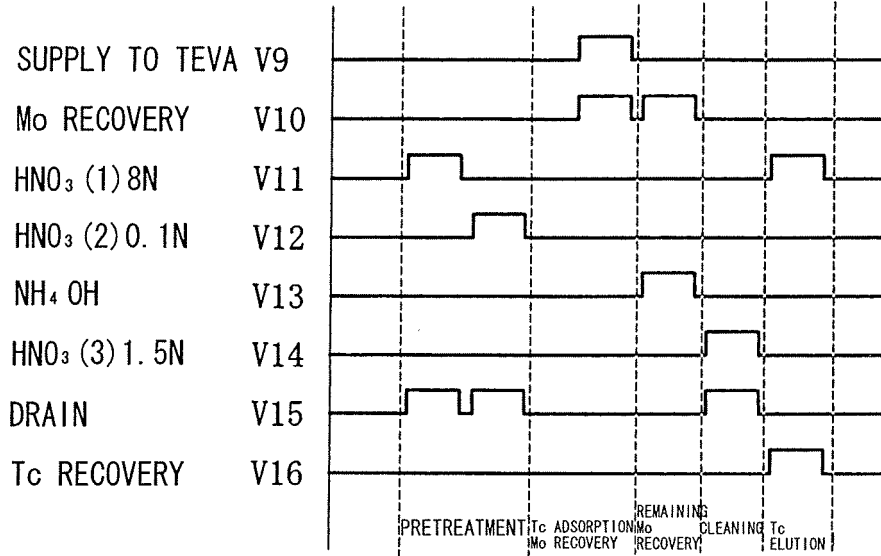 SUPPLY TO TEVA V9
Mo RECOVERY V10
HNO₃ (1) 8N V11
HNO₃ (2) 0.1N V12
NH₄ OH V13
HNO₃ (3) 1.5N V14
DRAIN V15
Tc RECOVERY V16
PRETREATMENT
Tc ADSORPTION
Mo RECOVERY
REMAINING
Mo
RECOVERY
CLEANING
Tc
ELUTION